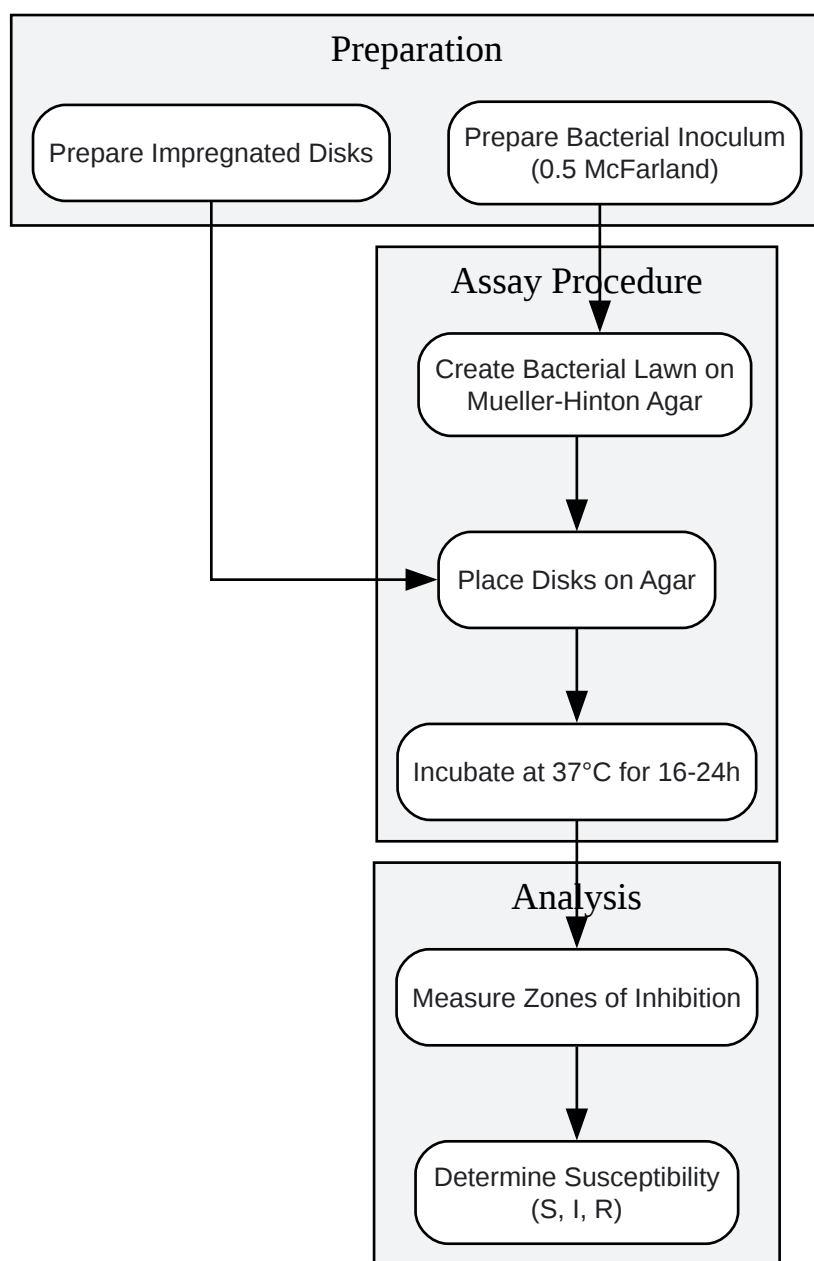 Preparation
Prepare Impregnated Disks
Prepare Bacterial Inoculum
(0.5 McFarland)
Assay Procedure
Create Bacterial Lawn on
Mueller-Hinton Agar
Place Disks on Agar
Incubate at 37°C for 16-24h
Analysis
Measure Zones of Inhibition
Determine Susceptibility
(S, I, R)